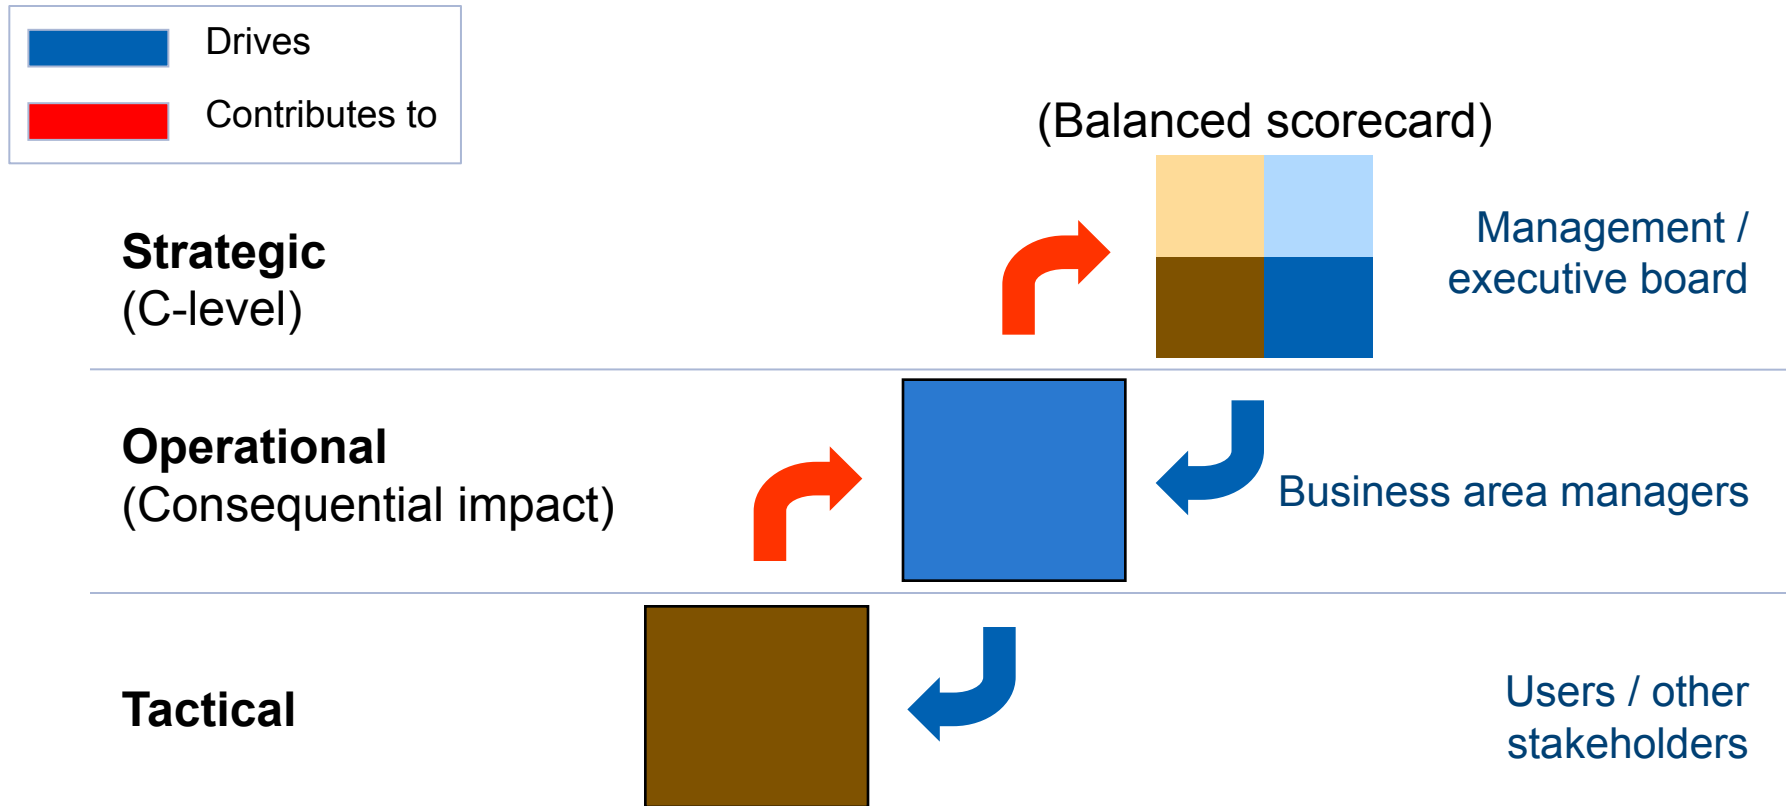 Drives
Contributes to
(Balanced scorecard)
Strategic
(C-level)
Management /
executive board
Operational
(Consequential impact)
Business area managers
Tactical
Users / other
stakeholders